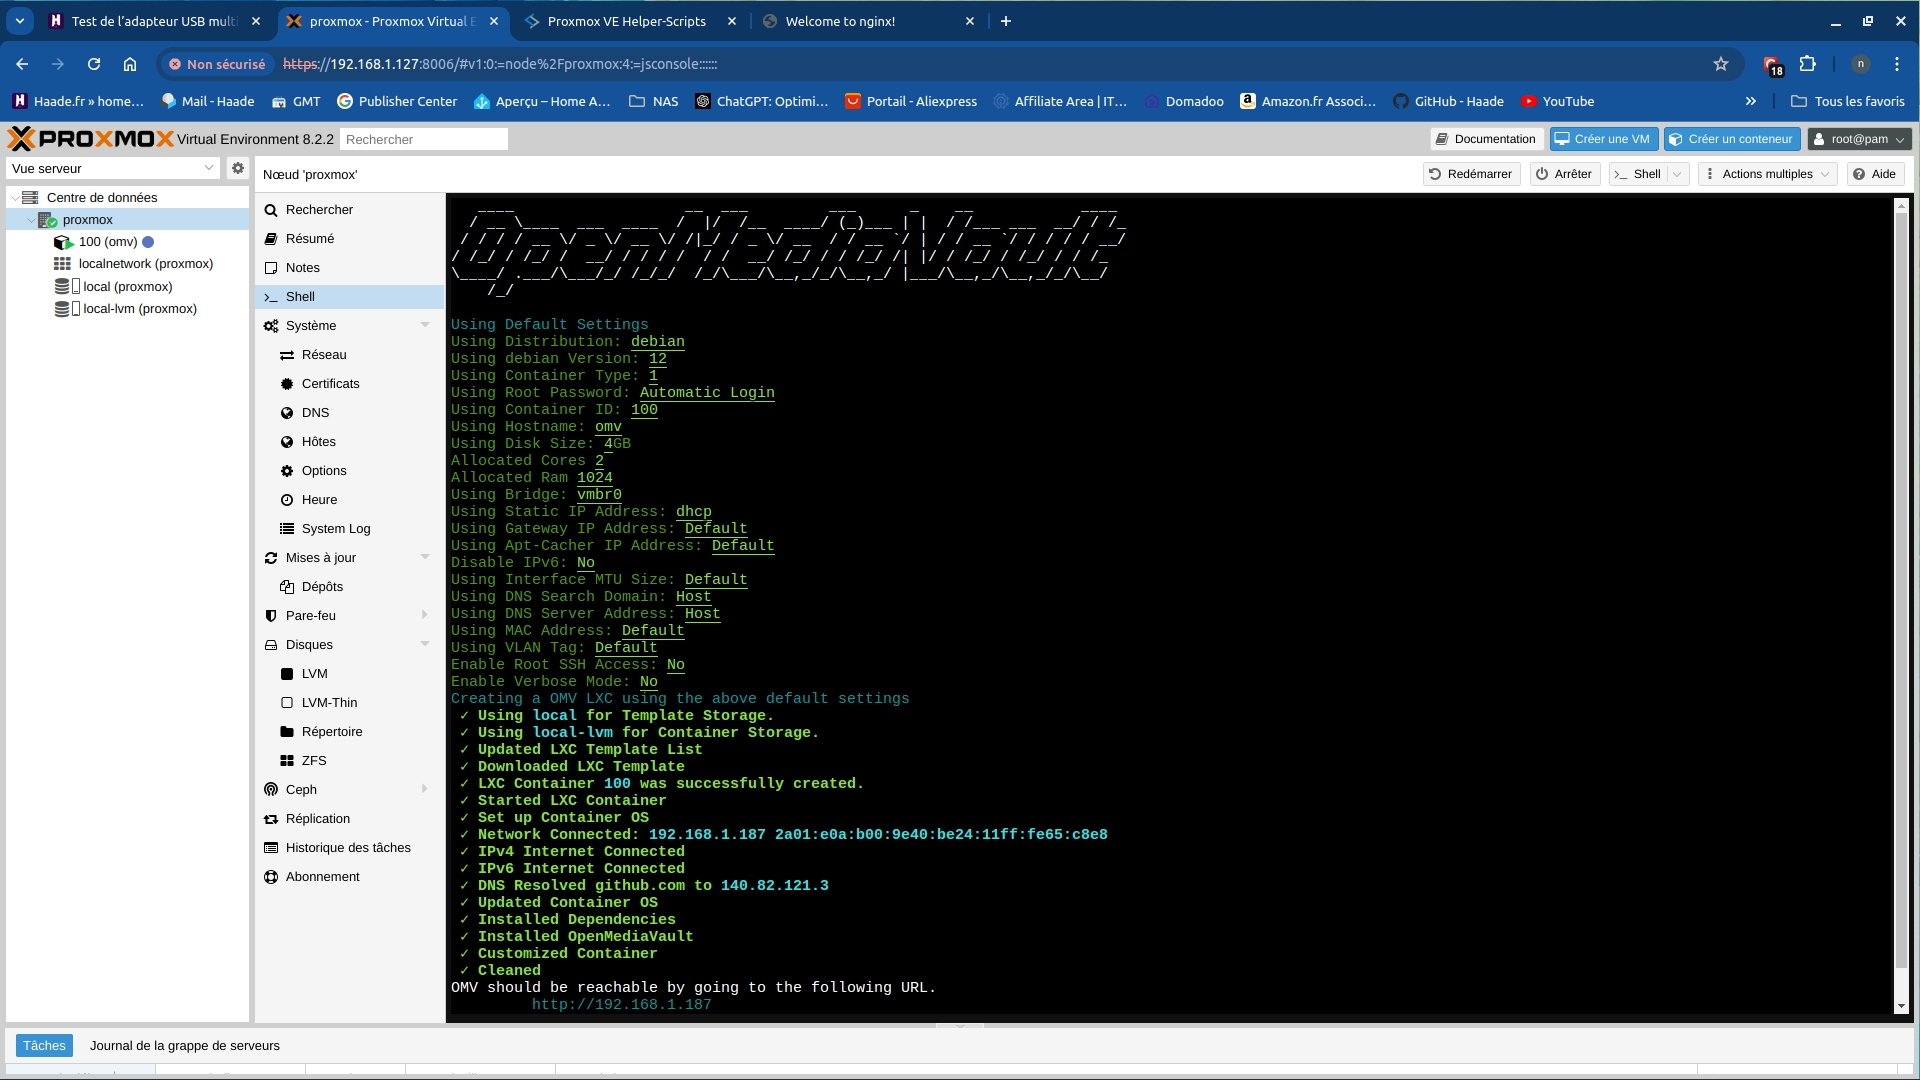 Test de l'adapteur USB mult
proxmox - Proxmox Virtual E
Proxmox VE Helper-Scripts
Welcome to nginx!
Non sécurisé
https://192.168.1.127:8006/#v1:0:=node%2Fproxmox:4:=jsconsole::::::
18
n
Haade.fr » home…
Mail - Haade
GMT
Publisher Center
Aperçu – Home A…
NAS
ChatGPT: Optimi…
Portail - Aliexpress
Affiliate Area | IT…
Domadoo
Amazon.fr Associ…
GitHub - Haade
YouTube
Tous les favoris
PROXMOX Virtual Environment 8.2.2
Rechercher
Documentation
Créer une VM
Créer un conteneur
root@pam
Vue serveur
Nœud 'proxmox'
Redémarrer
Arrêter
Shell
Actions multiples
Aide
Centre de données
proxmox
100 (omv)
localnetwork (proxmox)
local (proxmox)
local-lvm (proxmox)
Rechercher
Résumé
Notes
Shell
Système
Réseau
Certificats
DNS
Hôtes
Options
Heure
System Log
Mises à jour
Dépôts
Pare-feu
Disques
LVM
LVM-Thin
Répertoire
ZFS
Ceph
Réplication
Historique des tâches
Abonnement
OpenMediaVault
Using Default Settings
Using Distribution: debian
Using debian Version: 12
Using Container Type: 1
Using Root Password: Automatic Login
Using Container ID: 100
Using Hostname: omv
Using Disk Size: 4GB
Allocated Cores 2
Allocated Ram 1024
Using Bridge: vmbr0
Using Static IP Address: dhcp
Using Gateway IP Address: Default
Using Apt-Cacher IP Address: Default
Disable IPv6: No
Using Interface MTU Size: Default
Using DNS Search Domain: Host
Using DNS Server Address: Host
Using MAC Address: Default
Using VLAN Tag: Default
Enable Root SSH Access: No
Enable Verbose Mode: No
Creating a OMV LXC using the above default settings
✓ Using local for Template Storage.
✓ Using local-lvm for Container Storage.
✓ Updated LXC Template List
✓ Downloaded LXC Template
✓ LXC Container 100 was successfully created.
✓ Started LXC Container
✓ Set up Container OS
✓ Network Connected: 192.168.1.187 2a01:e0a:b00:9e40:be24:11ff:fe65:c8e8
✓ IPv4 Internet Connected
✓ IPv6 Internet Connected
✓ DNS Resolved github.com to 140.82.121.3
✓ Updated Container OS
✓ Installed Dependencies
✓ Installed OpenMediaVault
✓ Customized Container
✓ Cleaned
OMV should be reachable by going to the following URL.
http://192.168.1.187
Tâches
Journal de la grappe de serveurs